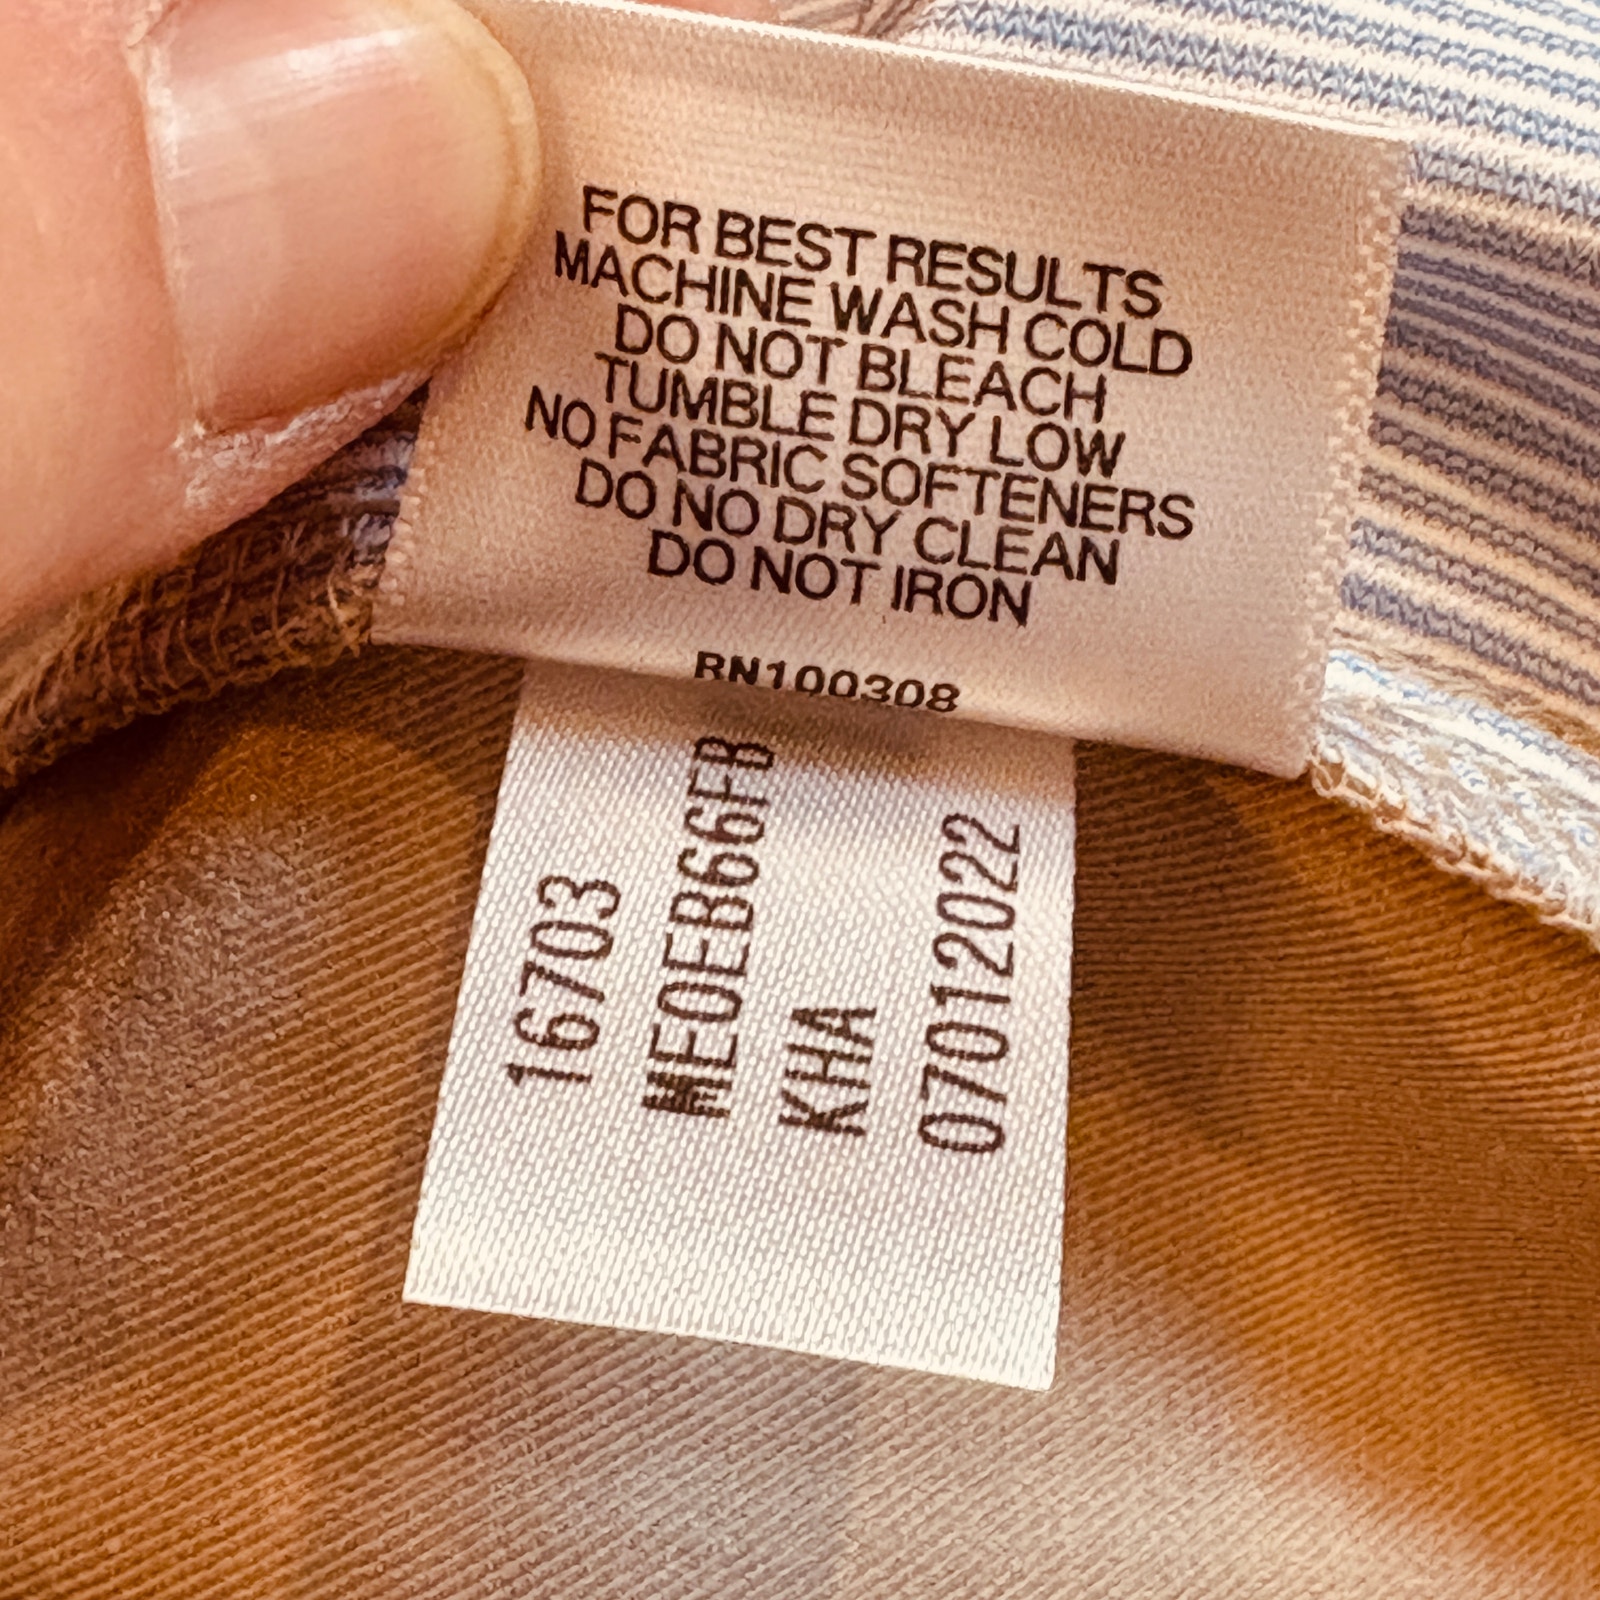 FOR BEST RESULTS
MACHINE WASH COLD
DO NOT BLEACH
TUMBLE DRY LOW
NO FABRIC SOFTENERS
DO NO DRY CLEAN
DO NOT IRON
RN100308
16703
ME0EB66FB
KHA
07012022